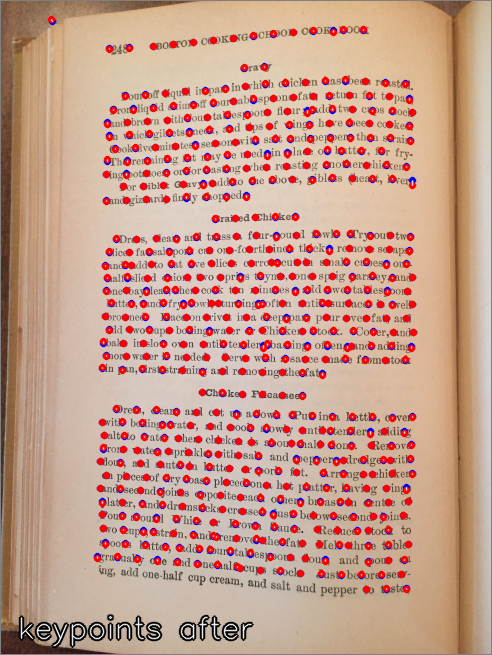 248 BOSTON COOKING-SCHOOL COOK BOOK
Gravy
Pour off liquid in pan in which chicken has been roasted.
From liquid skim off four tablespoons fat; return fat to pan
and brown with four tablespoons flour; add two cups stock
in which giblets, neck, and tips of wings have been cooked.
Cook five minutes, season with salt and pepper, then strain.
The remaining fat may be used in place of butter, for fry-
ing potatoes or for basting when roasting another chicken.
For Giblet Gravy, add to the above, giblets (heart, liver,
and gizzard) finely chopped.
Braised Chicken
Dress, clean, and truss a four-pound fowl. Try out two
slices fat salt pork cut one-fourth inch thick; remove scraps,
and add to fat five slices carrot cut in small cubes, one-
half sliced onion, two sprigs thyme, one sprig parsley, and
one bay leaf, then cook ten minutes; add two tablespoons
butter, and fry fowl, turning often until surface is well
browned. Place on trivet in a deep pan, pour over fat, and
add two cups boiling water or Chicken Stock. Cover, and
bake in slow oven until tender, basting often, and adding
more water if needed. Serve with a sauce made from stock
in pan, first straining and removing the fat.
Chicken Fricassee
Dress, clean, and cut up a fowl. Put in a kettle, cover
with boiling water, and cook slowly until tender, adding
salt to water when chicken is about half done. Remove
from water, sprinkle with salt and pepper, dredge with
flour, and sauté in butter or pork fat. Arrange chicken
on pieces of dry toast placed on a hot platter, having wings
and second joints opposite each other, breast in centre of
platter, and drumsticks crossed just below second joints.
Pour around White or Brown Sauce. Reduce stock to
two cups, strain, and remove the fat. Melt three table-
spoons butter, add four tablespoons flour, and pour on
gradually one and one-half cups stock. Just before serv-
ing, add one-half cup cream, and salt and pepper to taste;
keypoints after